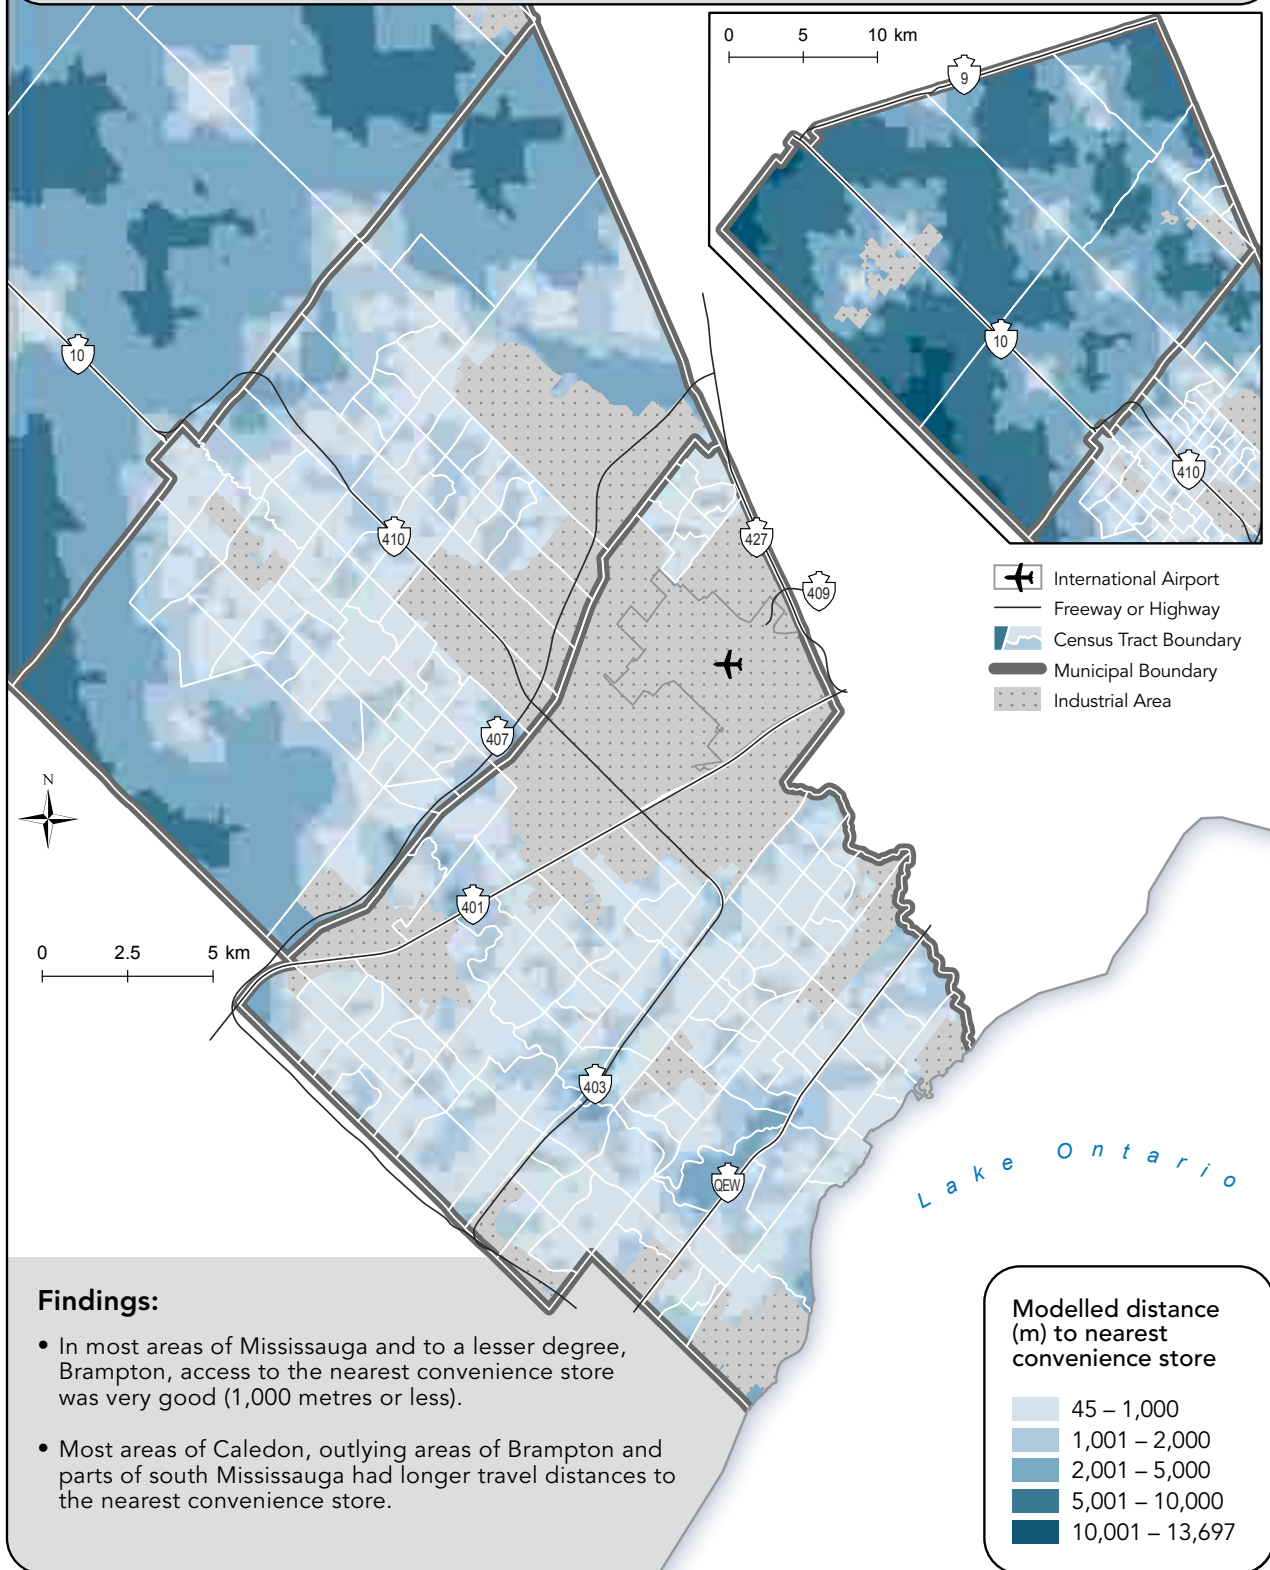 0 5 10 km
9
10
410
10
410
427
409
407
401
403
QEW
International Airport
Freeway or Highway
Census Tract Boundary
Municipal Boundary
Industrial Area
N
0 2.5 5 km
Lake Ontario
Findings:
• In most areas of Mississauga and to a lesser degree,
Brampton, access to the nearest convenience store
was very good (1,000 metres or less).
• Most areas of Caledon, outlying areas of Brampton and
parts of south Mississauga had longer travel distances to
the nearest convenience store.
Modelled distance
(m) to nearest
convenience store
45 – 1,000
1,001 – 2,000
2,001 – 5,000
5,001 – 10,000
10,001 – 13,697